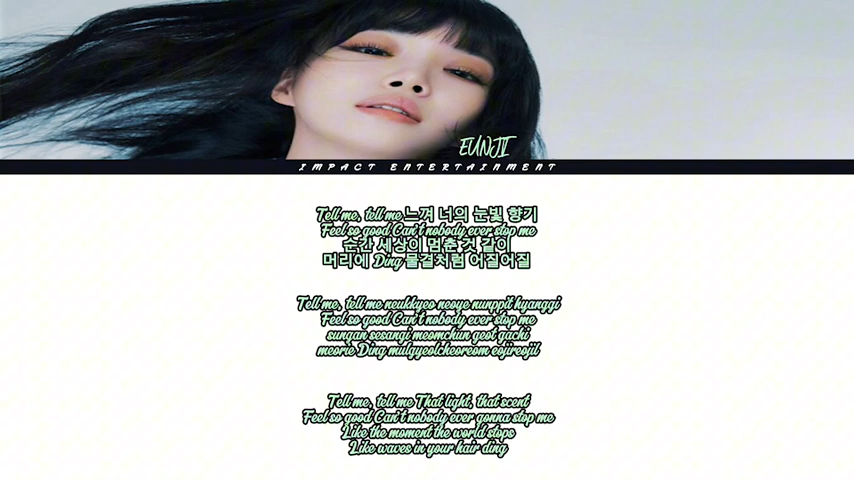 EUNJI
IMPACT ENTERTAINMENT
Tell me, tell me 느껴 너의 눈빛 향기
Feel so good Can't nobody ever stop me
순간 세상이 멈춘 것 같이
머리에 Ding 물결처럼 어질어질
Tell me, tell me neukkyeo neoye nunppit hyanggi
Feel so good Can't nobody ever stop me
sungan sesangi meomchun geot gachi
meorie Ding mulgyeolcheoreom eojireojil
Tell me, tell me That light, that scent
Feel so good Can't nobody ever gonna stop me
Like the moment the world stops
Like waves in your hair ding